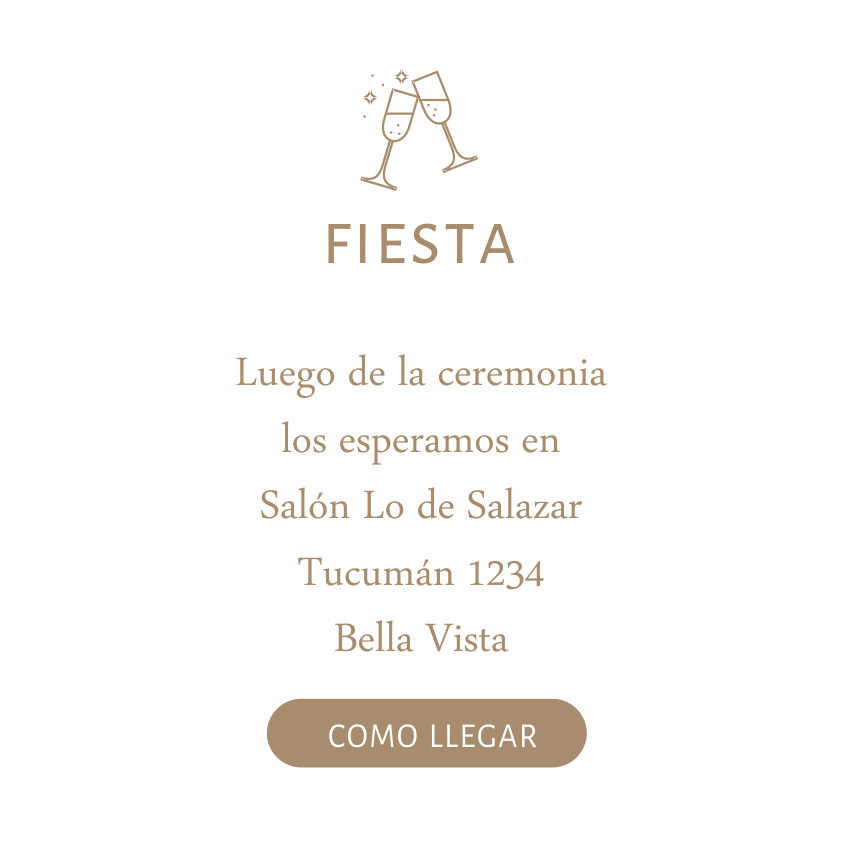 FIESTA
Luego de la ceremonia
los esperamos en
Salón Lo de Salazar
Tucumán 1234
Bella Vista
COMO LLEGAR